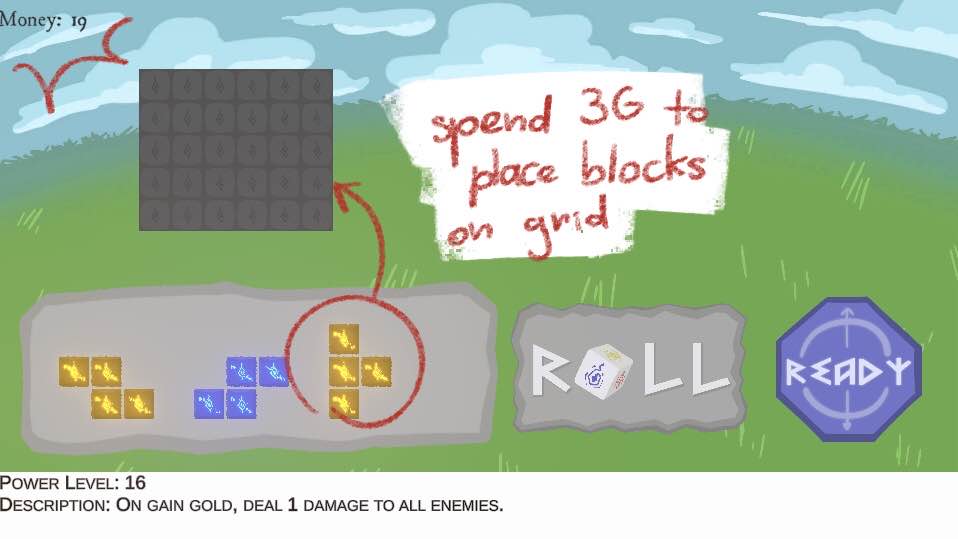 Money: 19
spend 3G to
place blocks
on grid
ROLL
READY
Power Level: 16
Description: On gain gold, deal 1 damage to all enemies.